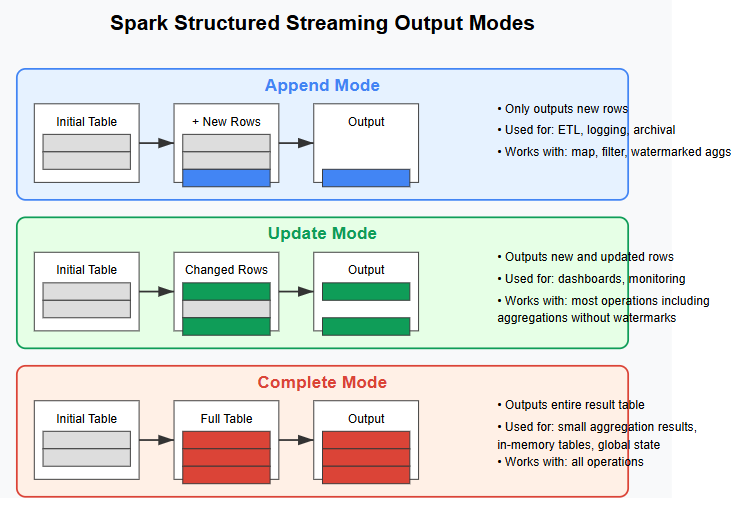 Spark Structured Streaming Output Modes
Append Mode
Initial Table
+ New Rows
Output
• Only outputs new rows
• Used for: ETL, logging, archival
• Works with: map, filter, watermarked aggs
Update Mode
Initial Table
Changed Rows
Output
• Outputs new and updated rows
• Used for: dashboards, monitoring
• Works with: most operations including
aggregations without watermarks
Complete Mode
Initial Table
Full Table
Output
• Outputs entire result table
• Used for: small aggregation results,
in-memory tables, global state
• Works with: all operations